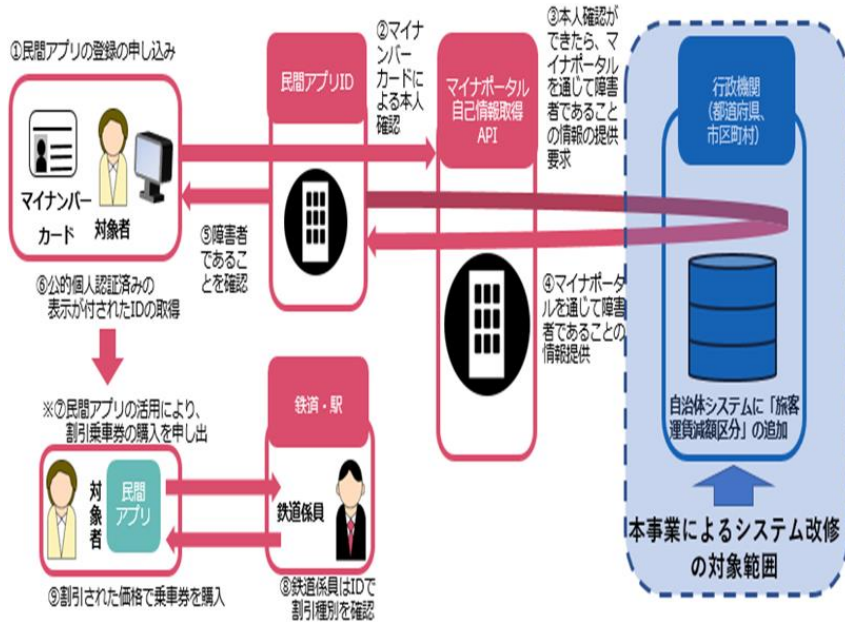 ①民間アプリの登録の申し込み
マイナンバー
カード
対象者
民間アプリID
②マイナ
ンバー
カードに
よる本人
確認
マイナポータル
自己情報取得
API
③本人確認が
できたら、マ
イナポータル
を通じて障害
者であること
の情報の提供
要求
行政機関
(都道府県、
市区町村)
⑤障害者
であるこ
とを確認
④マイナポータ
ルを通じて障害
者であることの
情報提供
自治体システムに「旅客
運賃減額区分」の追加
本事業によるシステム改修
の対象範囲
⑥公的個人認証済みの
表示が付されたIDの取得
※⑦民間アプリの活用により、
割引乗車券の購入を申し出
対象者
民間
アプリ
鉄道・駅
鉄道係員
⑧鉄道係員はIDで
割引種別を確認
⑨割引された価格で乗車券を購入